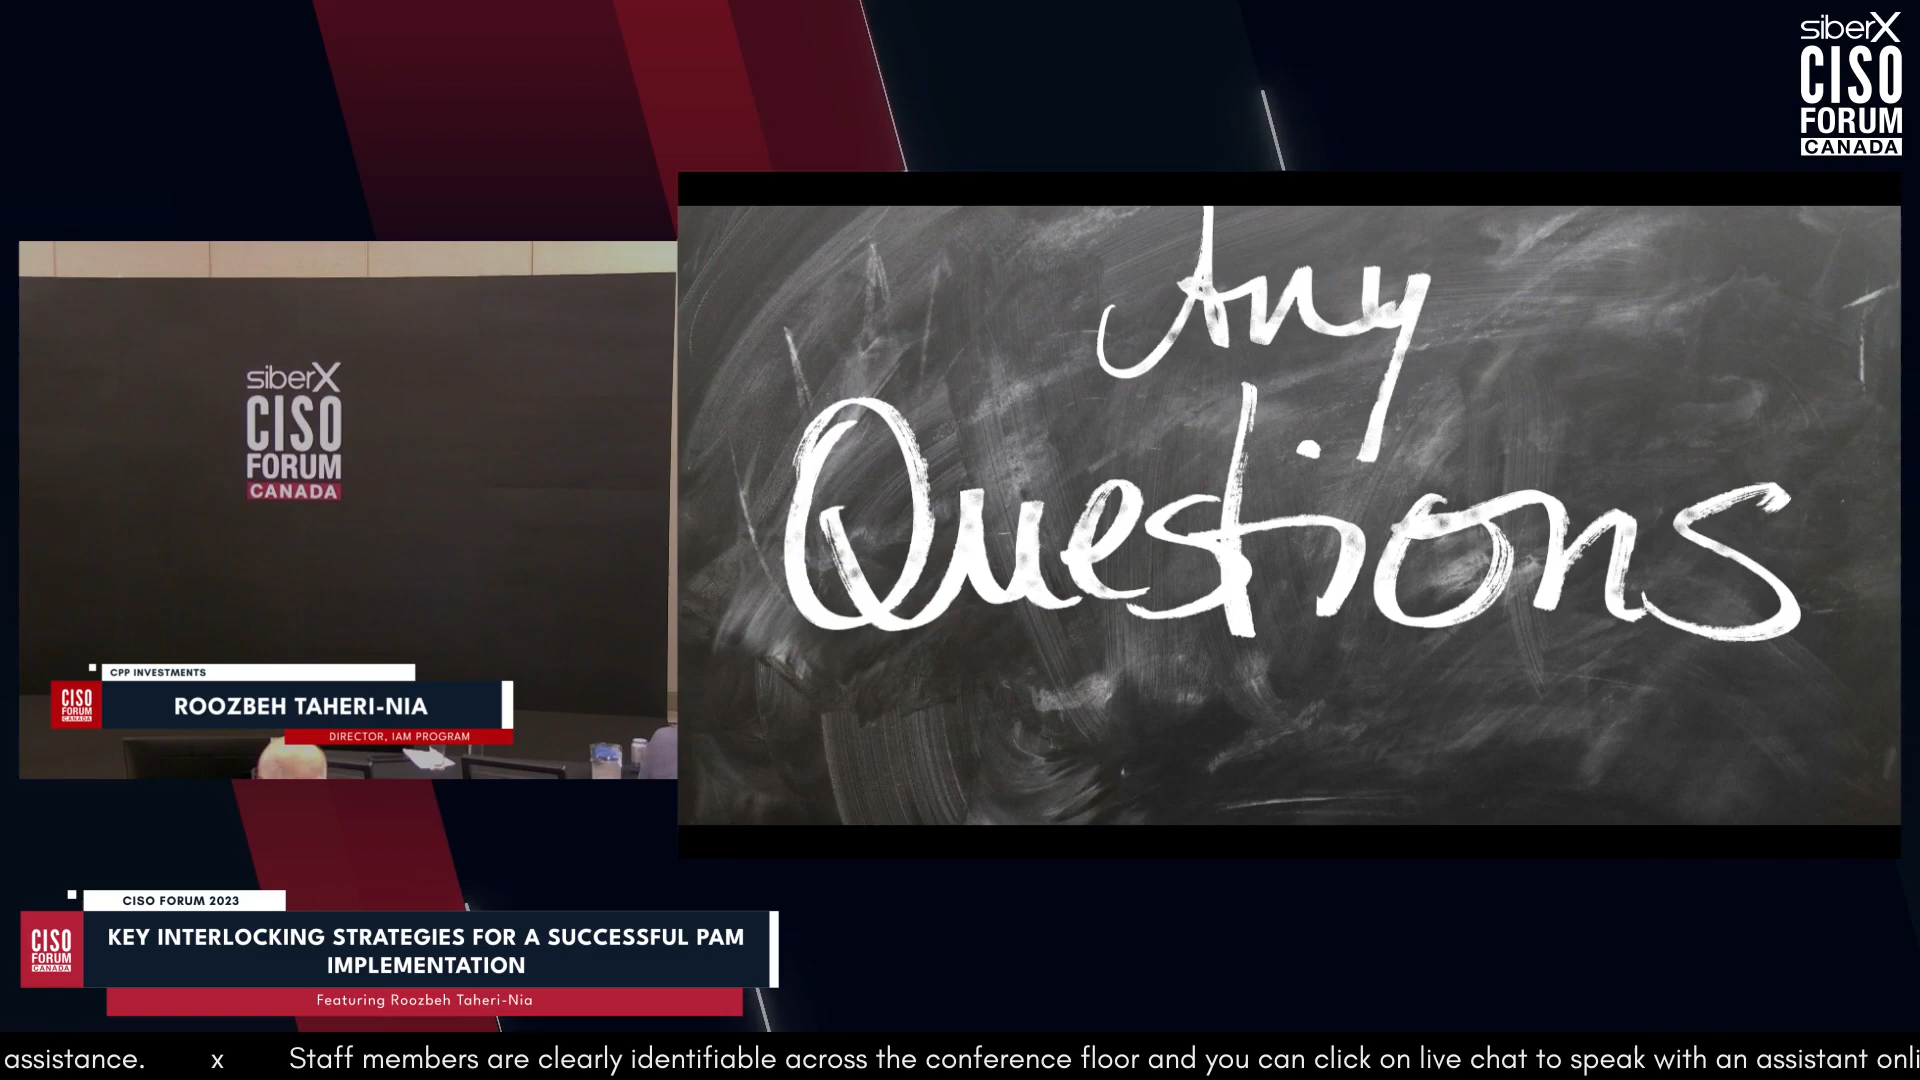 siberX
CISO
FORUM
CANADA
Any
Questions
siberX
CISO
FORUM
CANADA
CPP INVESTMENTS
CISO
FORUM
CANADA
ROOZBEH TAHERI-NIA
DIRECTOR, IAM PROGRAM
CISO FORUM 2023
CISO
FORUM
CANADA
KEY INTERLOCKING STRATEGIES FOR A SUCCESSFUL PAM
IMPLEMENTATION
Featuring Roozbeh Taheri-Nia
assistance. x Staff members are clearly identifiable across the conference floor and you can click on live chat to speak with an assistant onli